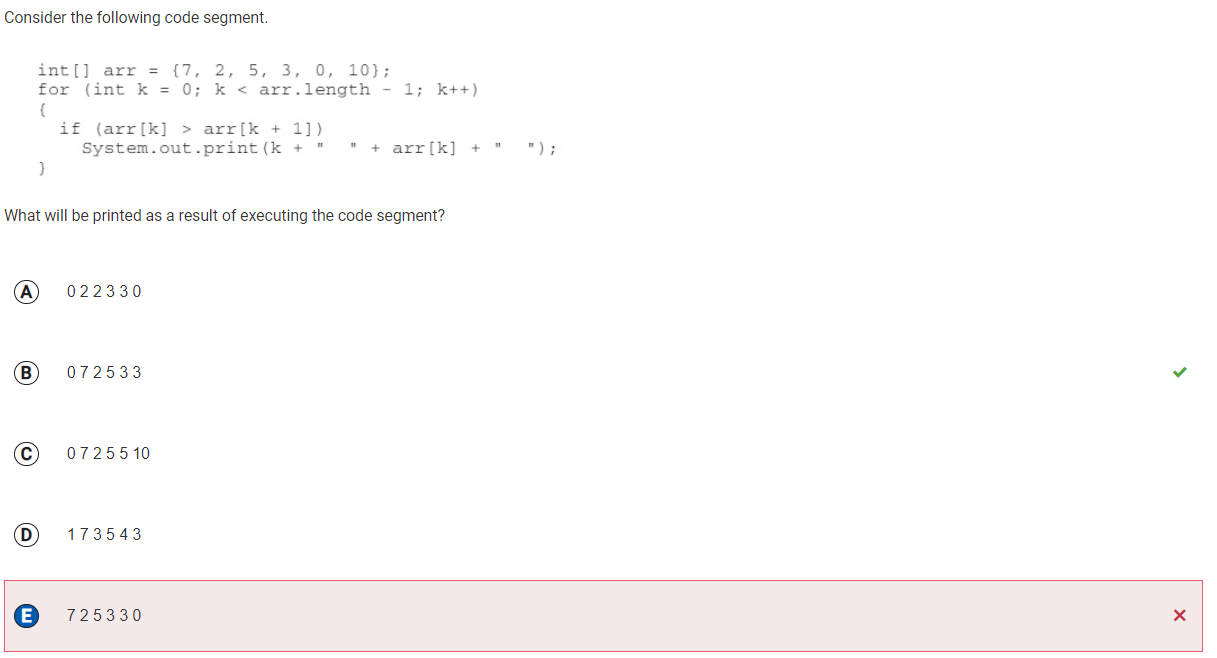 Consider the following code segment.
int[] arr = {7, 2, 5, 3, 0, 10};
for (int k = 0; k < arr.length - 1; k++)
{
if (arr[k] > arr[k + 1])
System.out.print(k + "  " + arr[k] + "  ");
}
What will be printed as a result of executing the code segment?
A 0 2 2 3 3 0
B 0 7 2 5 3 3
C 0 7 2 5 5 10
D 1 7 3 5 4 3
E 7 2 5 3 3 0